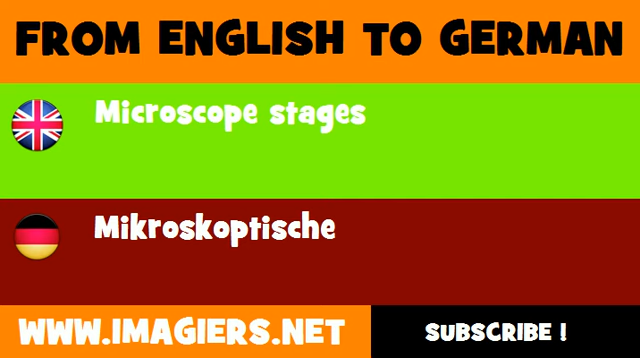 FROM ENGLISH TO GERMAN
Microscope stages
Mikroskoptische
WWW.IMAGIERS.NET
SUBSCRIBE !